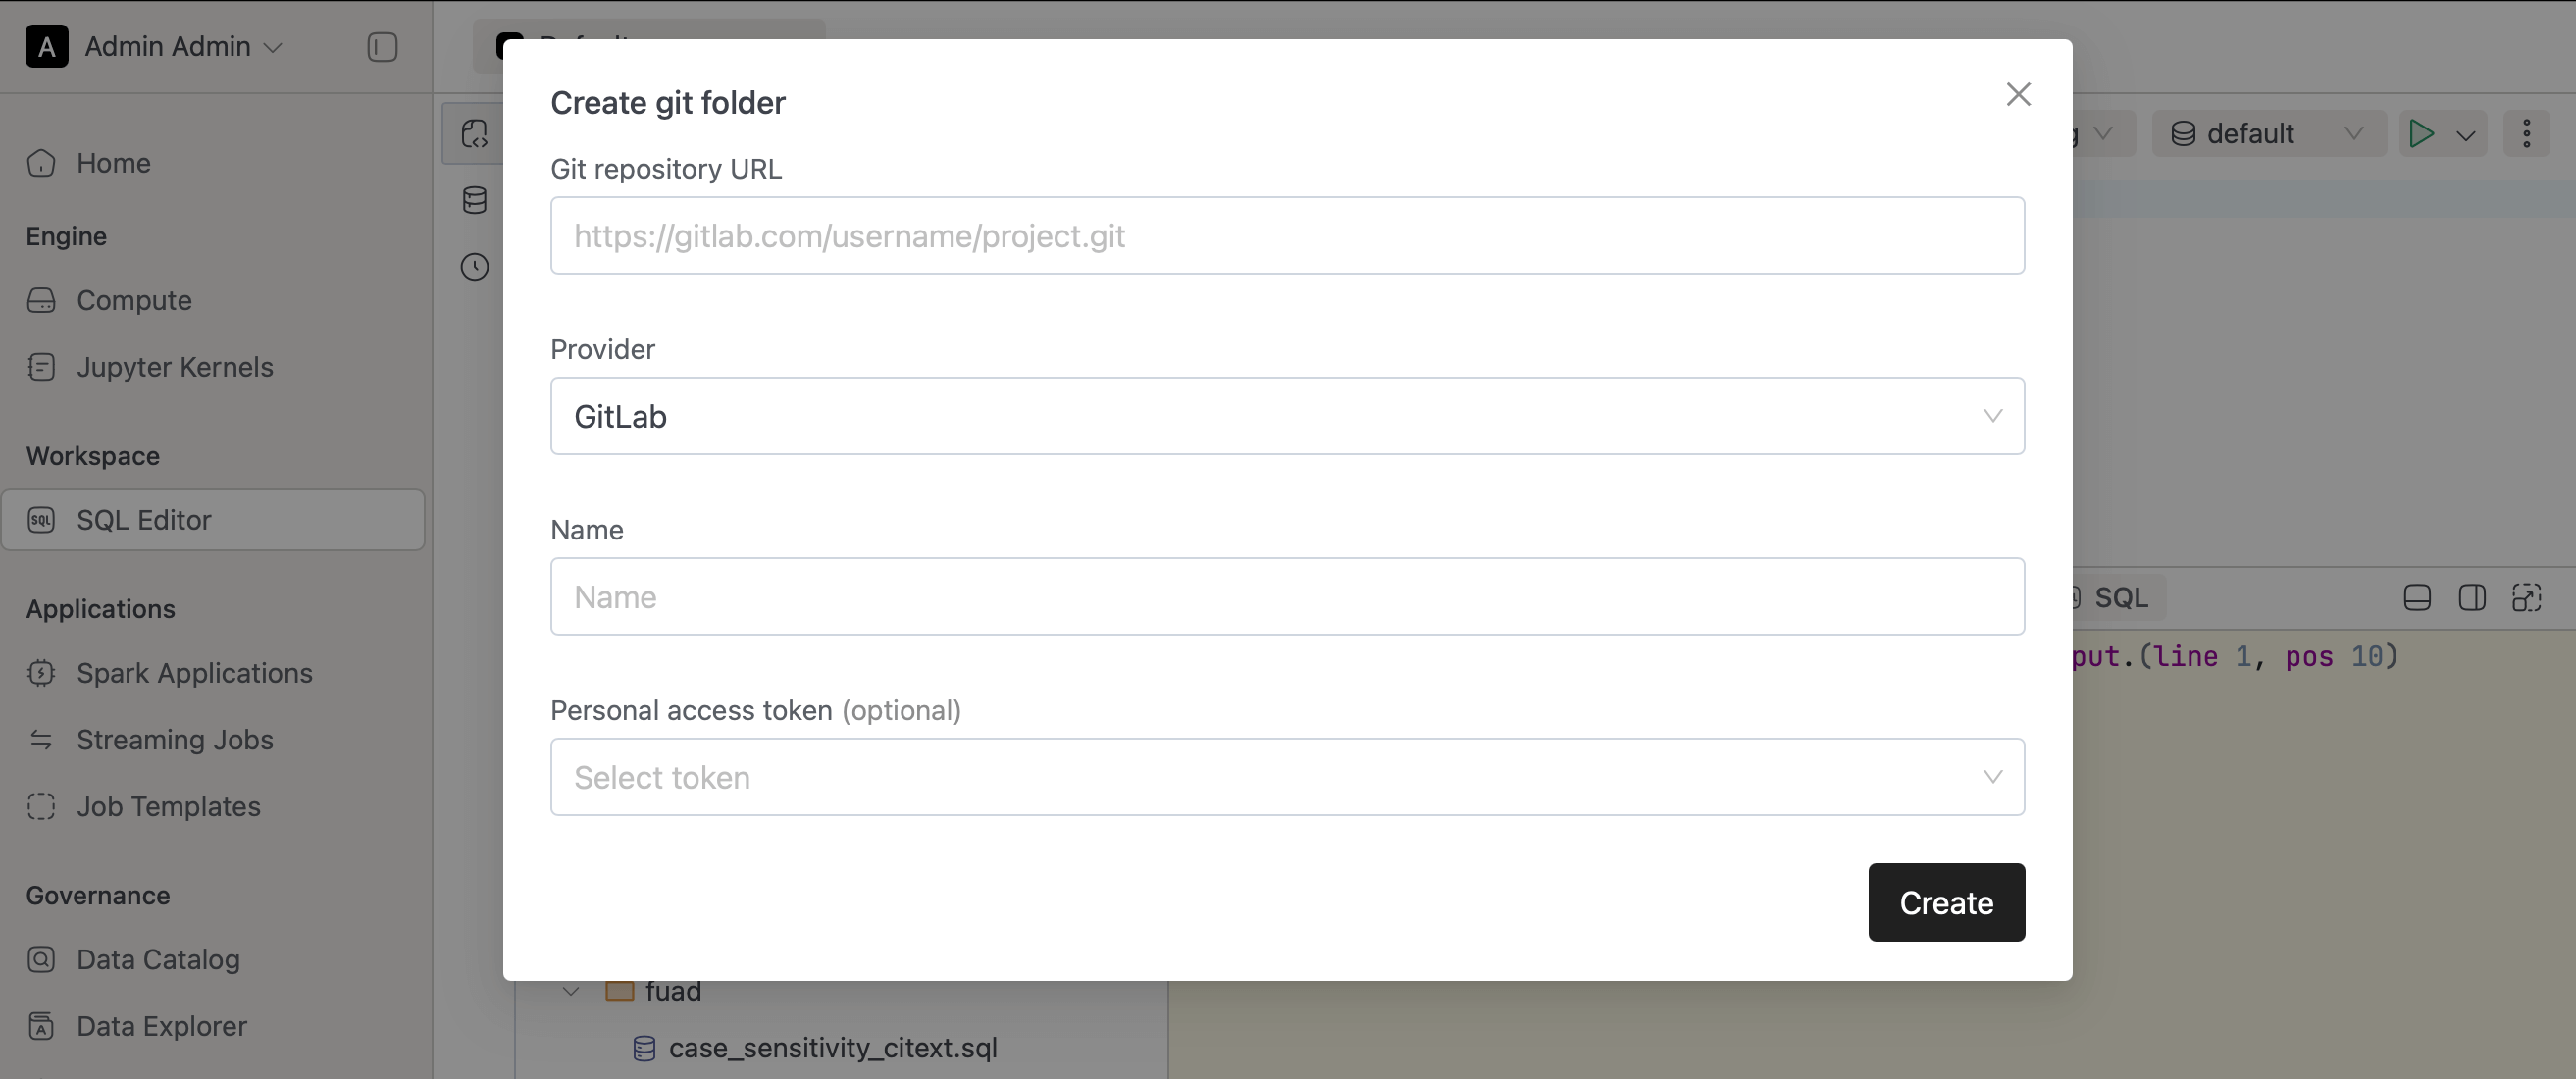 A Admin Admin
Home
Engine
Compute
Jupyter Kernels
Workspace
SQL SQL Editor
Applications
Spark Applications
Streaming Jobs
Job Templates
Governance
Data Catalog
Data Explorer
Create git folder
Git repository URL
https://gitlab.com/username/project.git
Provider
GitLab
Name
Name
Personal access token (optional)
Select token
Create
default
SQL
put.(line 1, pos 10)
fuad
case_sensitivity_citext.sql